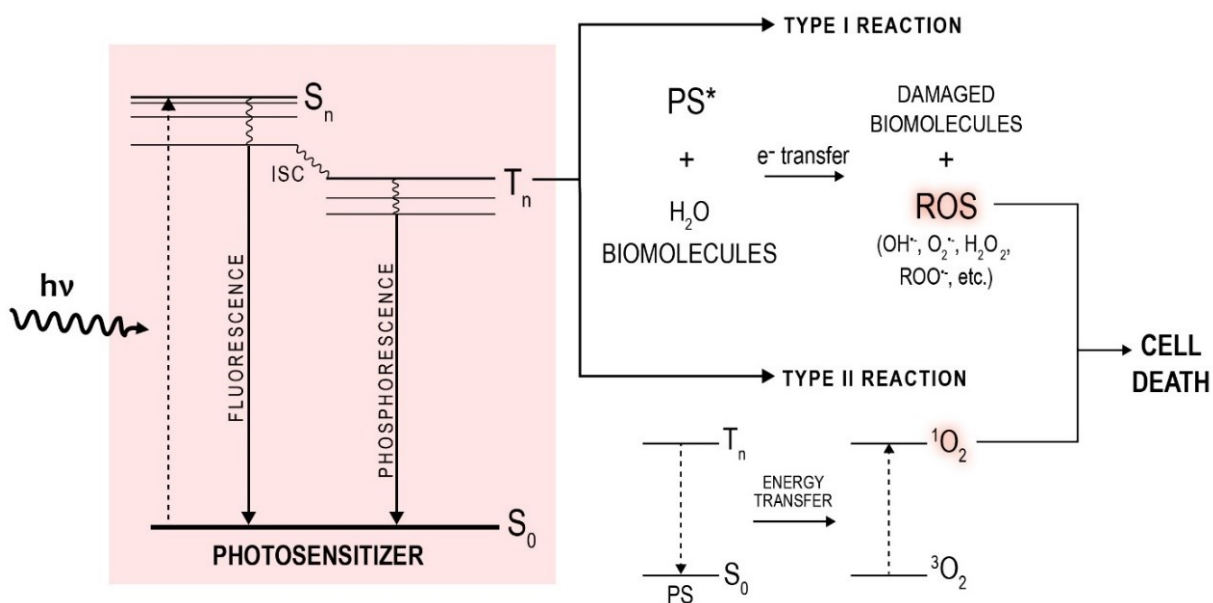 TYPE I REACTION
Sₙ
ISC
Tₙ
hν
FLUORESCENCE
PHOSPHORESCENCE
S₀
PHOTOSENSITIZER
PS*
+
H₂O
BIOMOLECULES
e⁻ transfer
DAMAGED
BIOMOLECULES
+
ROS
(OH•⁻, O₂•⁻, H₂O₂,
ROO•⁻, etc.)
CELL
DEATH
TYPE II REACTION
Tₙ
S₀
PS
ENERGY
TRANSFER
¹O₂
³O₂